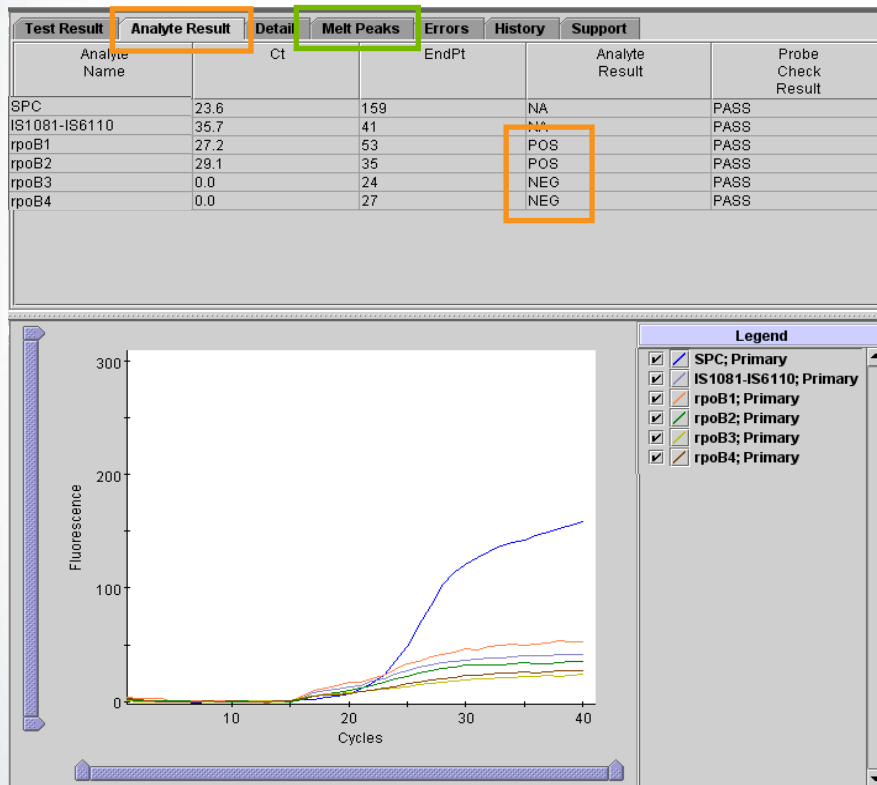 Test Result Analyte Result Detail Melt Peaks Errors History Support
Analyte Name Ct EndPt Analyte Result Probe Check Result
SPC 23.6 159 NA PASS
IS1081-IS6110 35.7 41 NA PASS
rpoB1 27.2 53 POS PASS
rpoB2 29.1 35 POS PASS
rpoB3 0.0 24 NEG PASS
rpoB4 0.0 27 NEG PASS
Legend
SPC; Primary
IS1081-IS6110; Primary
rpoB1; Primary
rpoB2; Primary
rpoB3; Primary
rpoB4; Primary
300
200
Fluorescence
100
0
10 20 30 40
Cycles